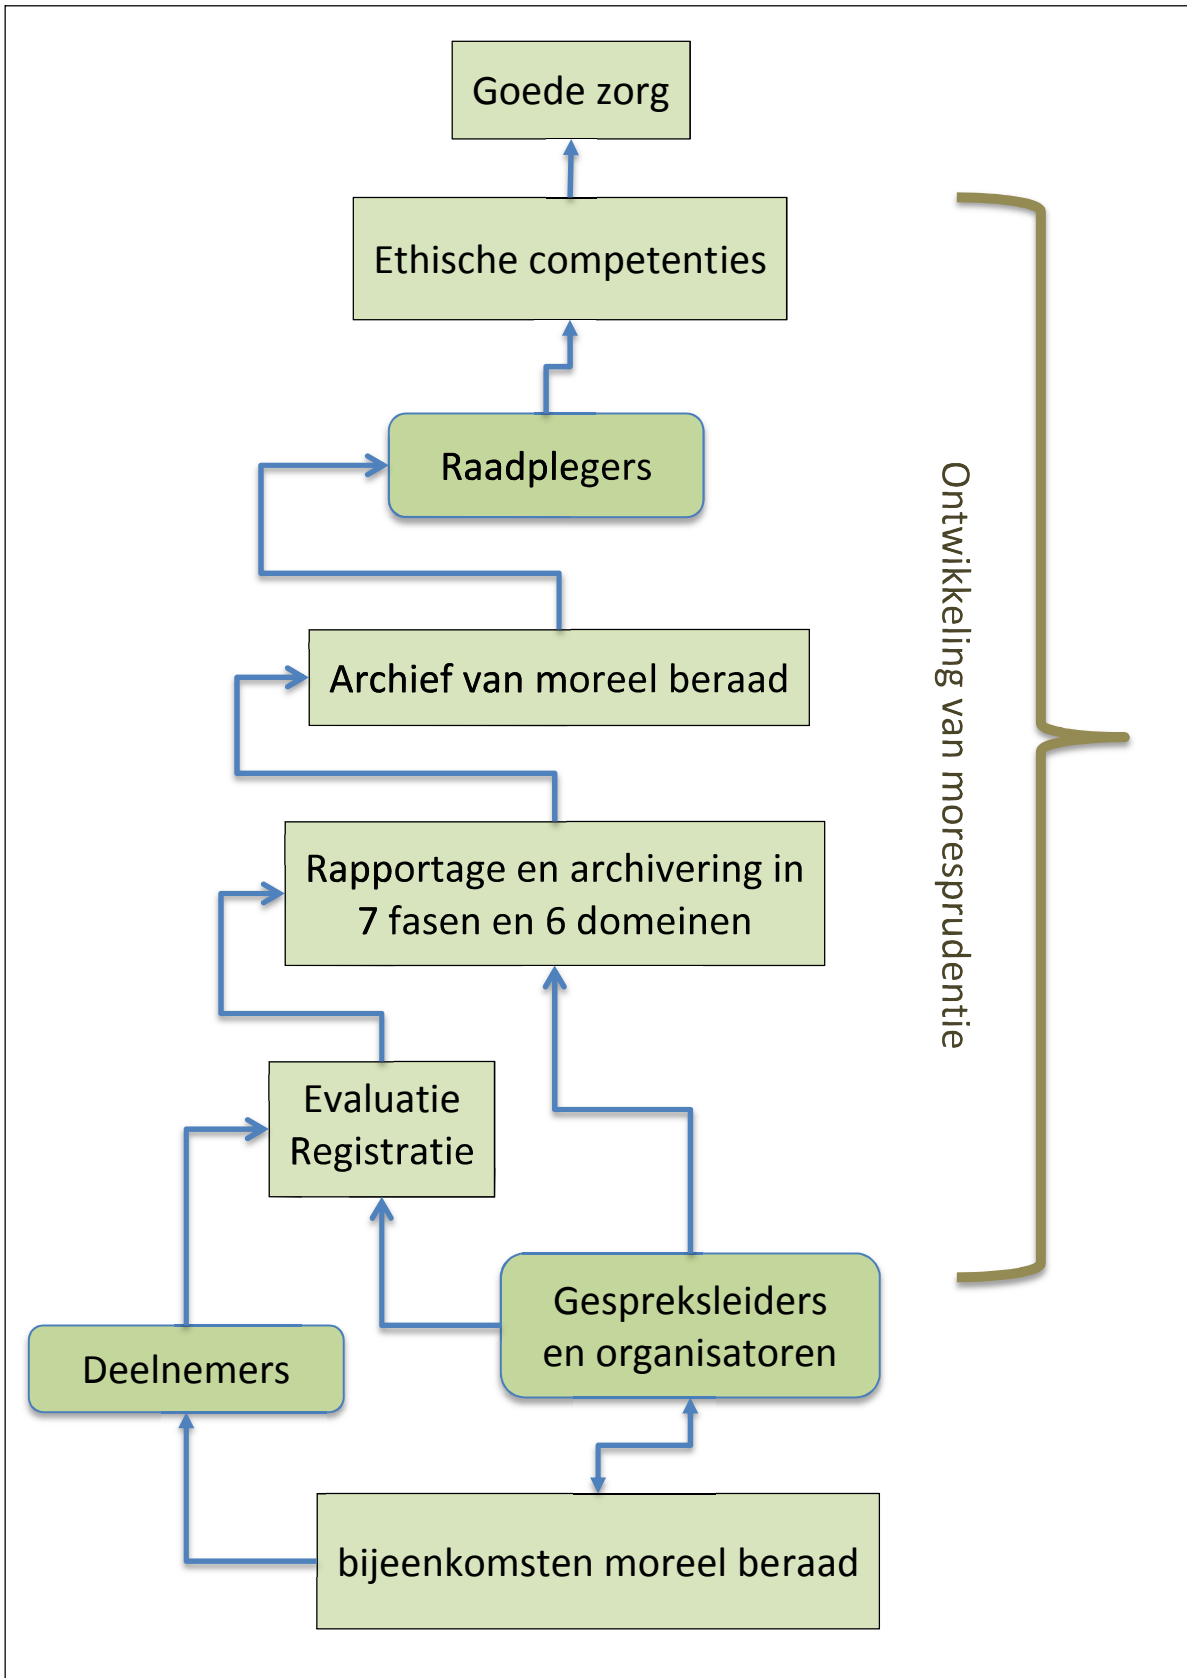 Goede zorg
Ethische competenties
Raadplegers
Archief van moreel beraad
Rapportage en archivering in
7 fasen en 6 domeinen
Evaluatie
Registratie
Gespreksleiders
en organisatoren
Deelnemers
bijeenkomsten moreel beraad
Ontwikkeling van moresprudentie